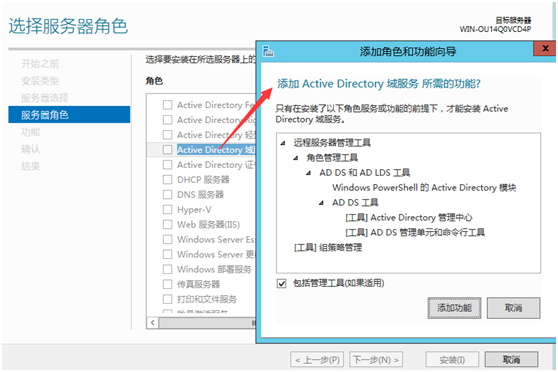 选择服务器角色
目标服务器
WIN-OU14Q0VCD4P
开始之前
安装类型
服务器选择
服务器角色
功能
确认
结果
选择要安装在所选服务器上的
角色
Active Directory Fe
Active Directory
Active Directory 轻
Active Directory 域
Active Directory 证
DHCP 服务器
DNS 服务器
Hyper-V
Web 服务器(IIS)
Windows Server Es
Windows Server 更
Windows 部署服务
传真服务器
打印和文件服务
添加角色和功能向导
x
添加 Active Directory 域服务 所需的功能?
只有在安装了以下角色服务或功能的前提下，才能安装 Active
Directory 域服务。
远程服务器管理工具
角色管理工具
AD DS 和 AD LDS 工具
Windows PowerShell 的 Active Directory 模块
AD DS 工具
[工具] Active Directory 管理中心
[工具] AD DS 管理单元和命令行工具
[工具] 组策略管理
包括管理工具(如果适用)
添加功能
取消
< 上一步(P)
下一步(N) >
安装(I)
取消